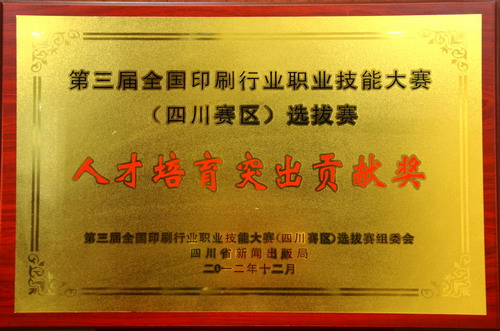 第三届全国印刷行业职业技能大赛
（四川赛区）选拔赛
人才培育突出贡献奖
第三届全国印刷行业职业技能大赛(四川赛区)选拔赛组委会
四川省新闻出版局
二0一二年十二月